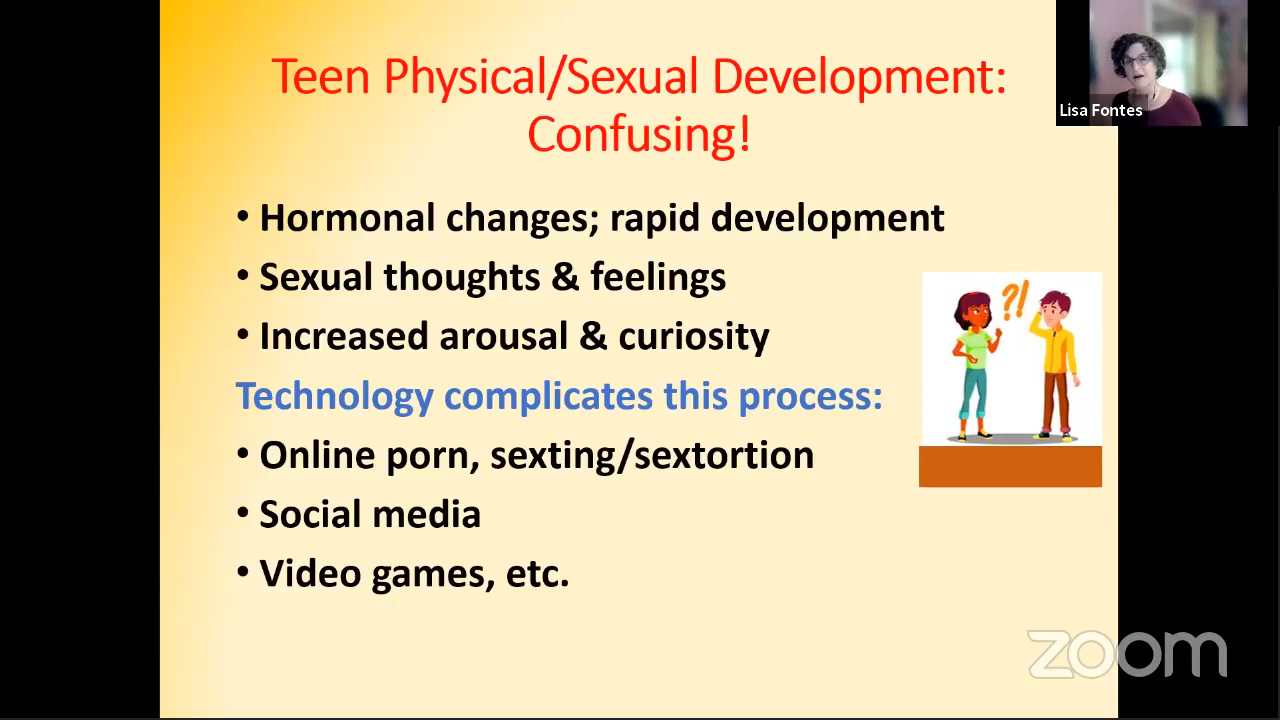 Teen Physical/Sexual Development:
Confusing!
Lisa Fontes
• Hormonal changes; rapid development
• Sexual thoughts & feelings
• Increased arousal & curiosity
?!
Technology complicates this process:
• Online porn, sexting/sextortion
• Social media
• Video games, etc.
zoom